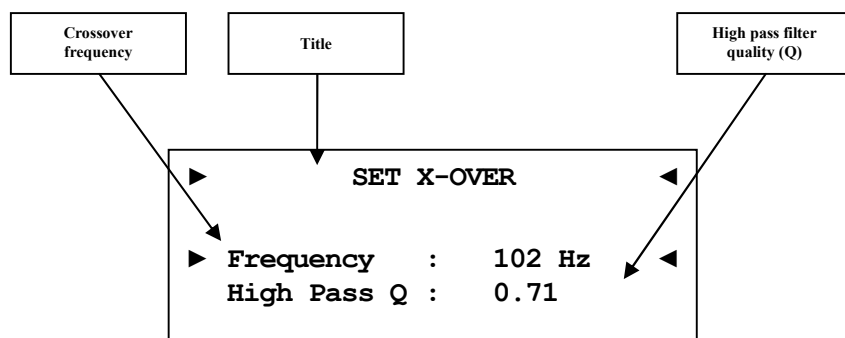 Crossover
frequency
Title
High pass filter
quality (Q)
► SET X-OVER ◄
► Frequency : 102 Hz ◄
High Pass Q : 0.71